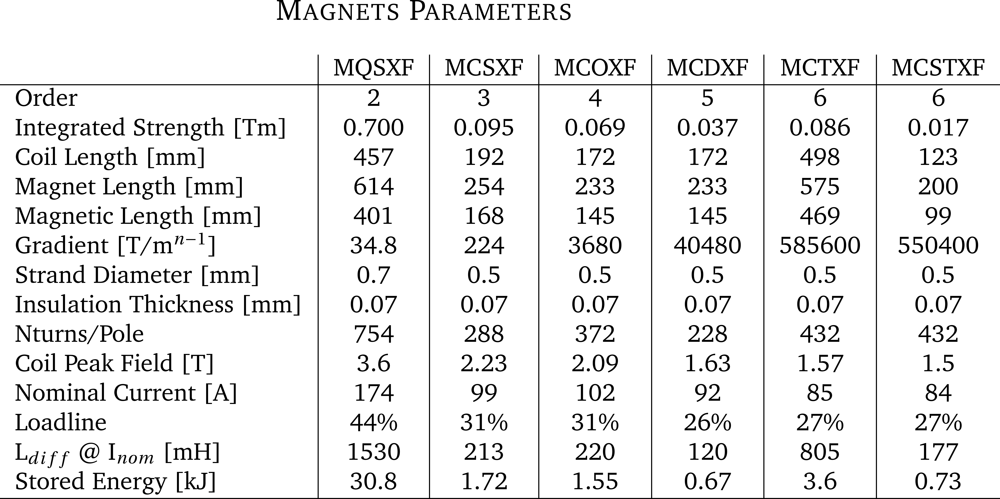 MAGNETS PARAMETERS
MQSXF MCSXF MCOXF MCDXF MCTXF MCSTXF
Order 2 3 4 5 6 6
Integrated Strength [Tm] 0.700 0.095 0.069 0.037 0.086 0.017
Coil Length [mm] 457 192 172 172 498 123
Magnet Length [mm] 614 254 233 233 575 200
Magnetic Length [mm] 401 168 145 145 469 99
Gradient [T/m^{n−1}] 34.8 224 3680 40480 585600 550400
Strand Diameter [mm] 0.7 0.5 0.5 0.5 0.5 0.5
Insulation Thickness [mm] 0.07 0.07 0.07 0.07 0.07 0.07
Nturns/Pole 754 288 372 228 432 432
Coil Peak Field [T] 3.6 2.23 2.09 1.63 1.57 1.5
Nominal Current [A] 174 99 102 92 85 84
Loadline 44% 31% 31% 26% 27% 27%
L_{diff} @ I_{nom} [mH] 1530 213 220 120 805 177
Stored Energy [kJ] 30.8 1.72 1.55 0.67 3.6 0.73